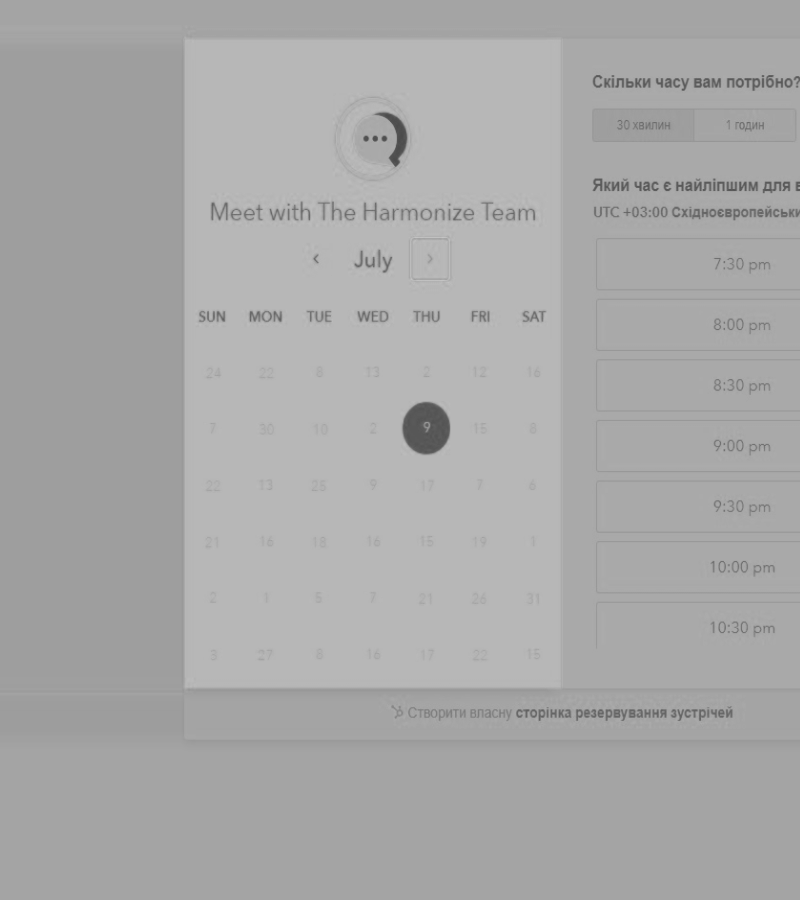 Meet with The Harmonize Team
July
SUN MON TUE WED THU FRI SAT
24 22 8 13 2 12 16
7 30 10 2 9 15 8
22 13 25 9 17 7 6
21 16 18 16 15 19 1
2 1 5 7 21 26 31
3 27 8 16 17 22 15
Скільки часу вам потрібно?
30 хвилин 1 годин
Який час є найліпшим для
UTC +03:00 Східноєвропейськи
7:30 pm
8:00 pm
8:30 pm
9:00 pm
9:30 pm
10:00 pm
10:30 pm
Створити власну сторінка резервування зустрічей